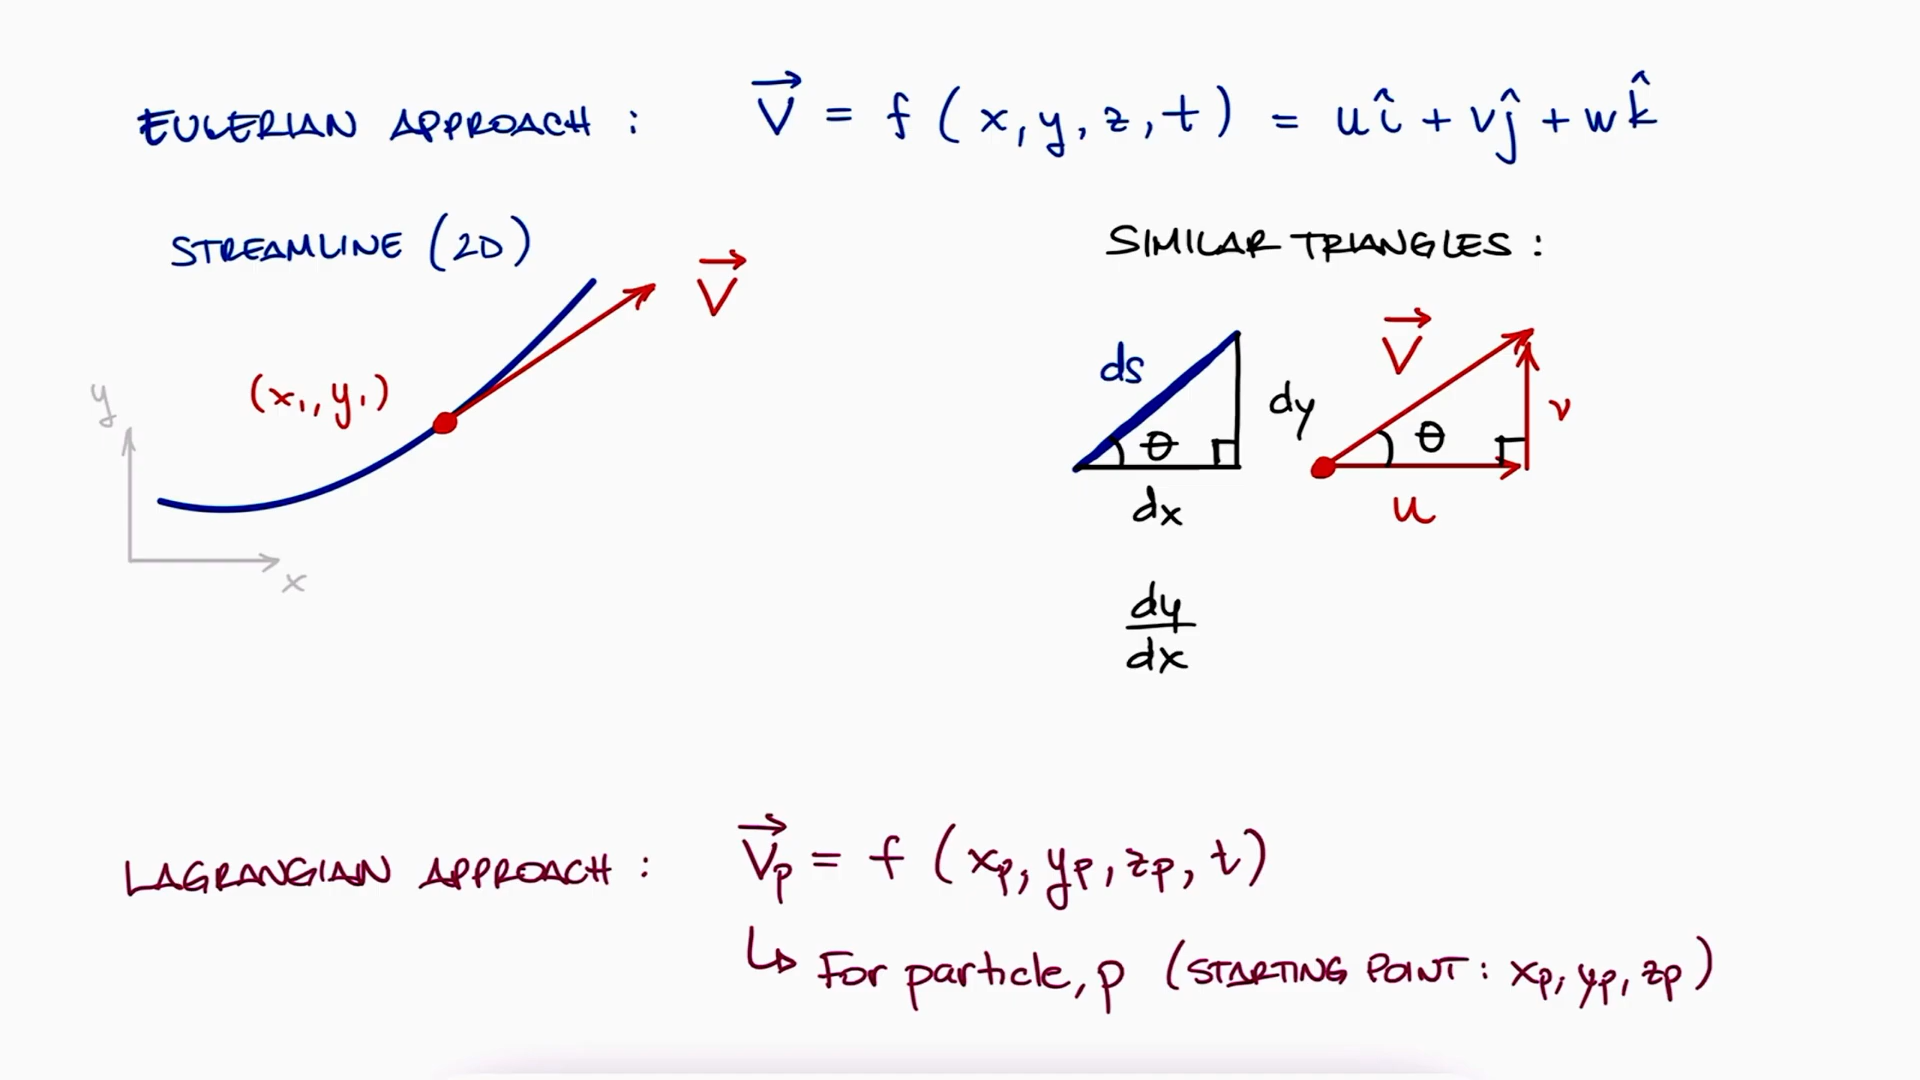 EULERIAN APPROACH : V⃗ = f ( x, y, z, t ) = uî + vĵ + wk̂
STREAMLINE (2D)
V⃗
(x₁, y₁)
y
x
SIMILAR TRIANGLES :
ds
dy
θ
dx
V⃗
v
θ
u
dy
dx
LAGRANGIAN APPROACH : V⃗p = f ( xp, yp, zp, t )
↳ For particle, p (STARTING POINT : xp, yp, zp )